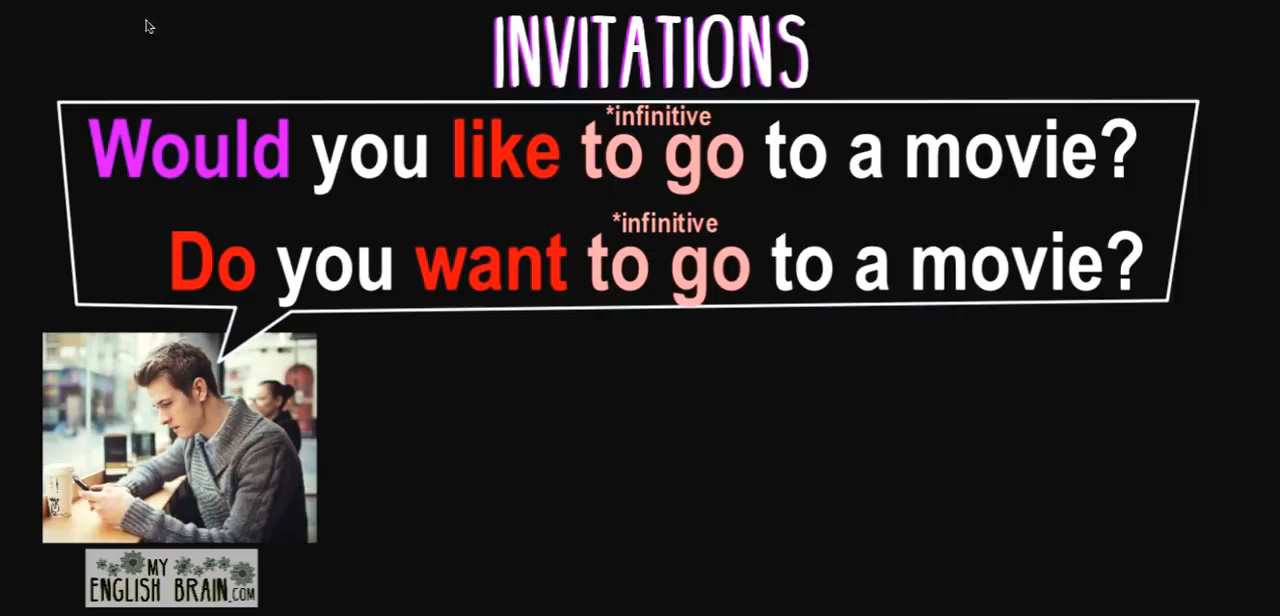 INVITATIONS
*infinitive
Would you like to go to a movie?
*infinitive
Do you want to go to a movie?
MY
ENGLISH BRAIN.COM